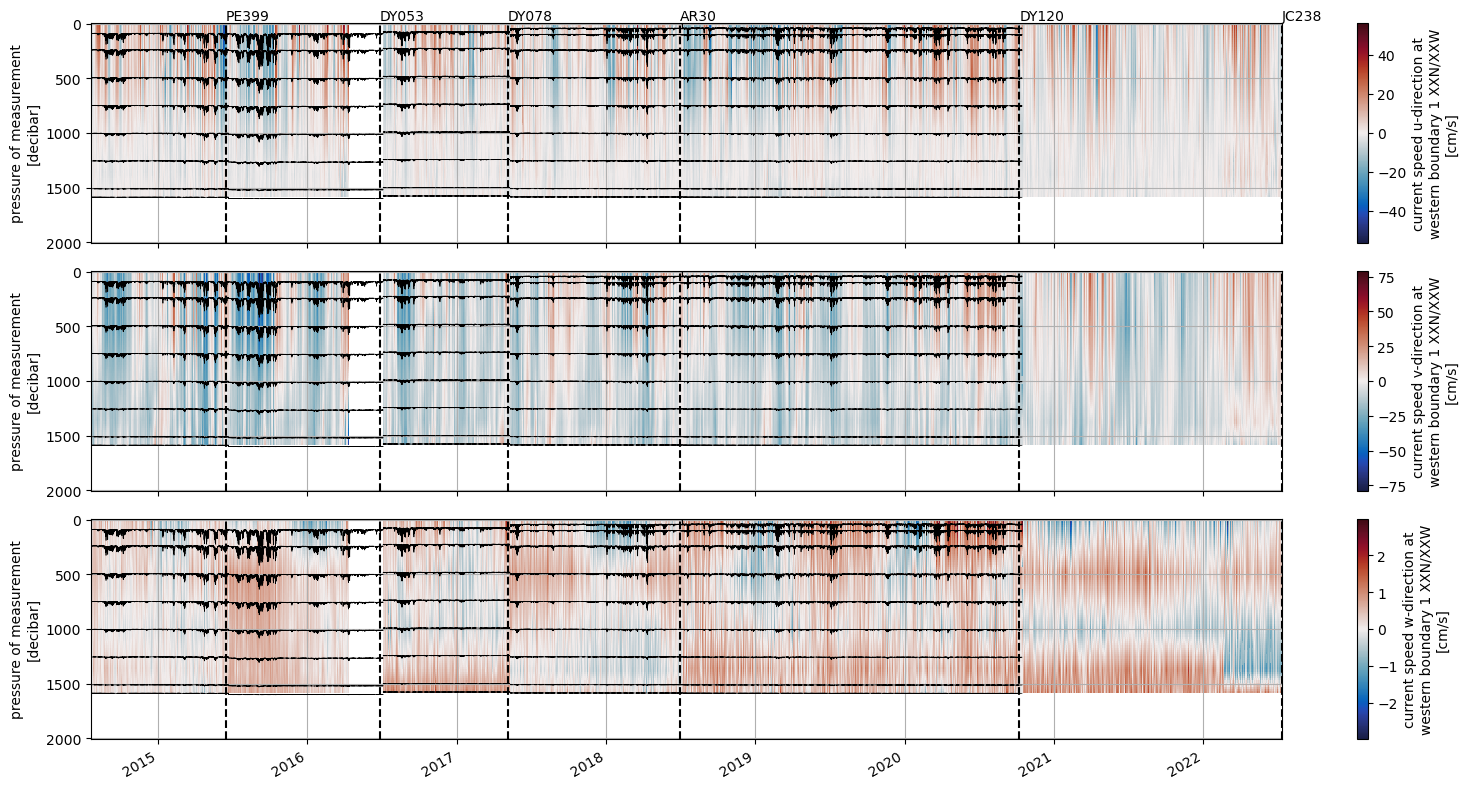 PE399 DY053 DY078 AR30 DY120 JC238
0
500
1000
1500
2000
pressure of measurement
[decibar]
40
20
0
−20
−40
current speed u-direction at
western boundary 1 XXN/XXW
[cm/s]
0
500
1000
1500
2000
pressure of measurement
[decibar]
75
50
25
0
−25
−50
−75
current speed v-direction at
western boundary 1 XXN/XXW
[cm/s]
0
500
1000
1500
2000
pressure of measurement
[decibar]
2
1
0
−1
−2
current speed w-direction at
western boundary 1 XXN/XXW
[cm/s]
2015 2016 2017 2018 2019 2020 2021 2022